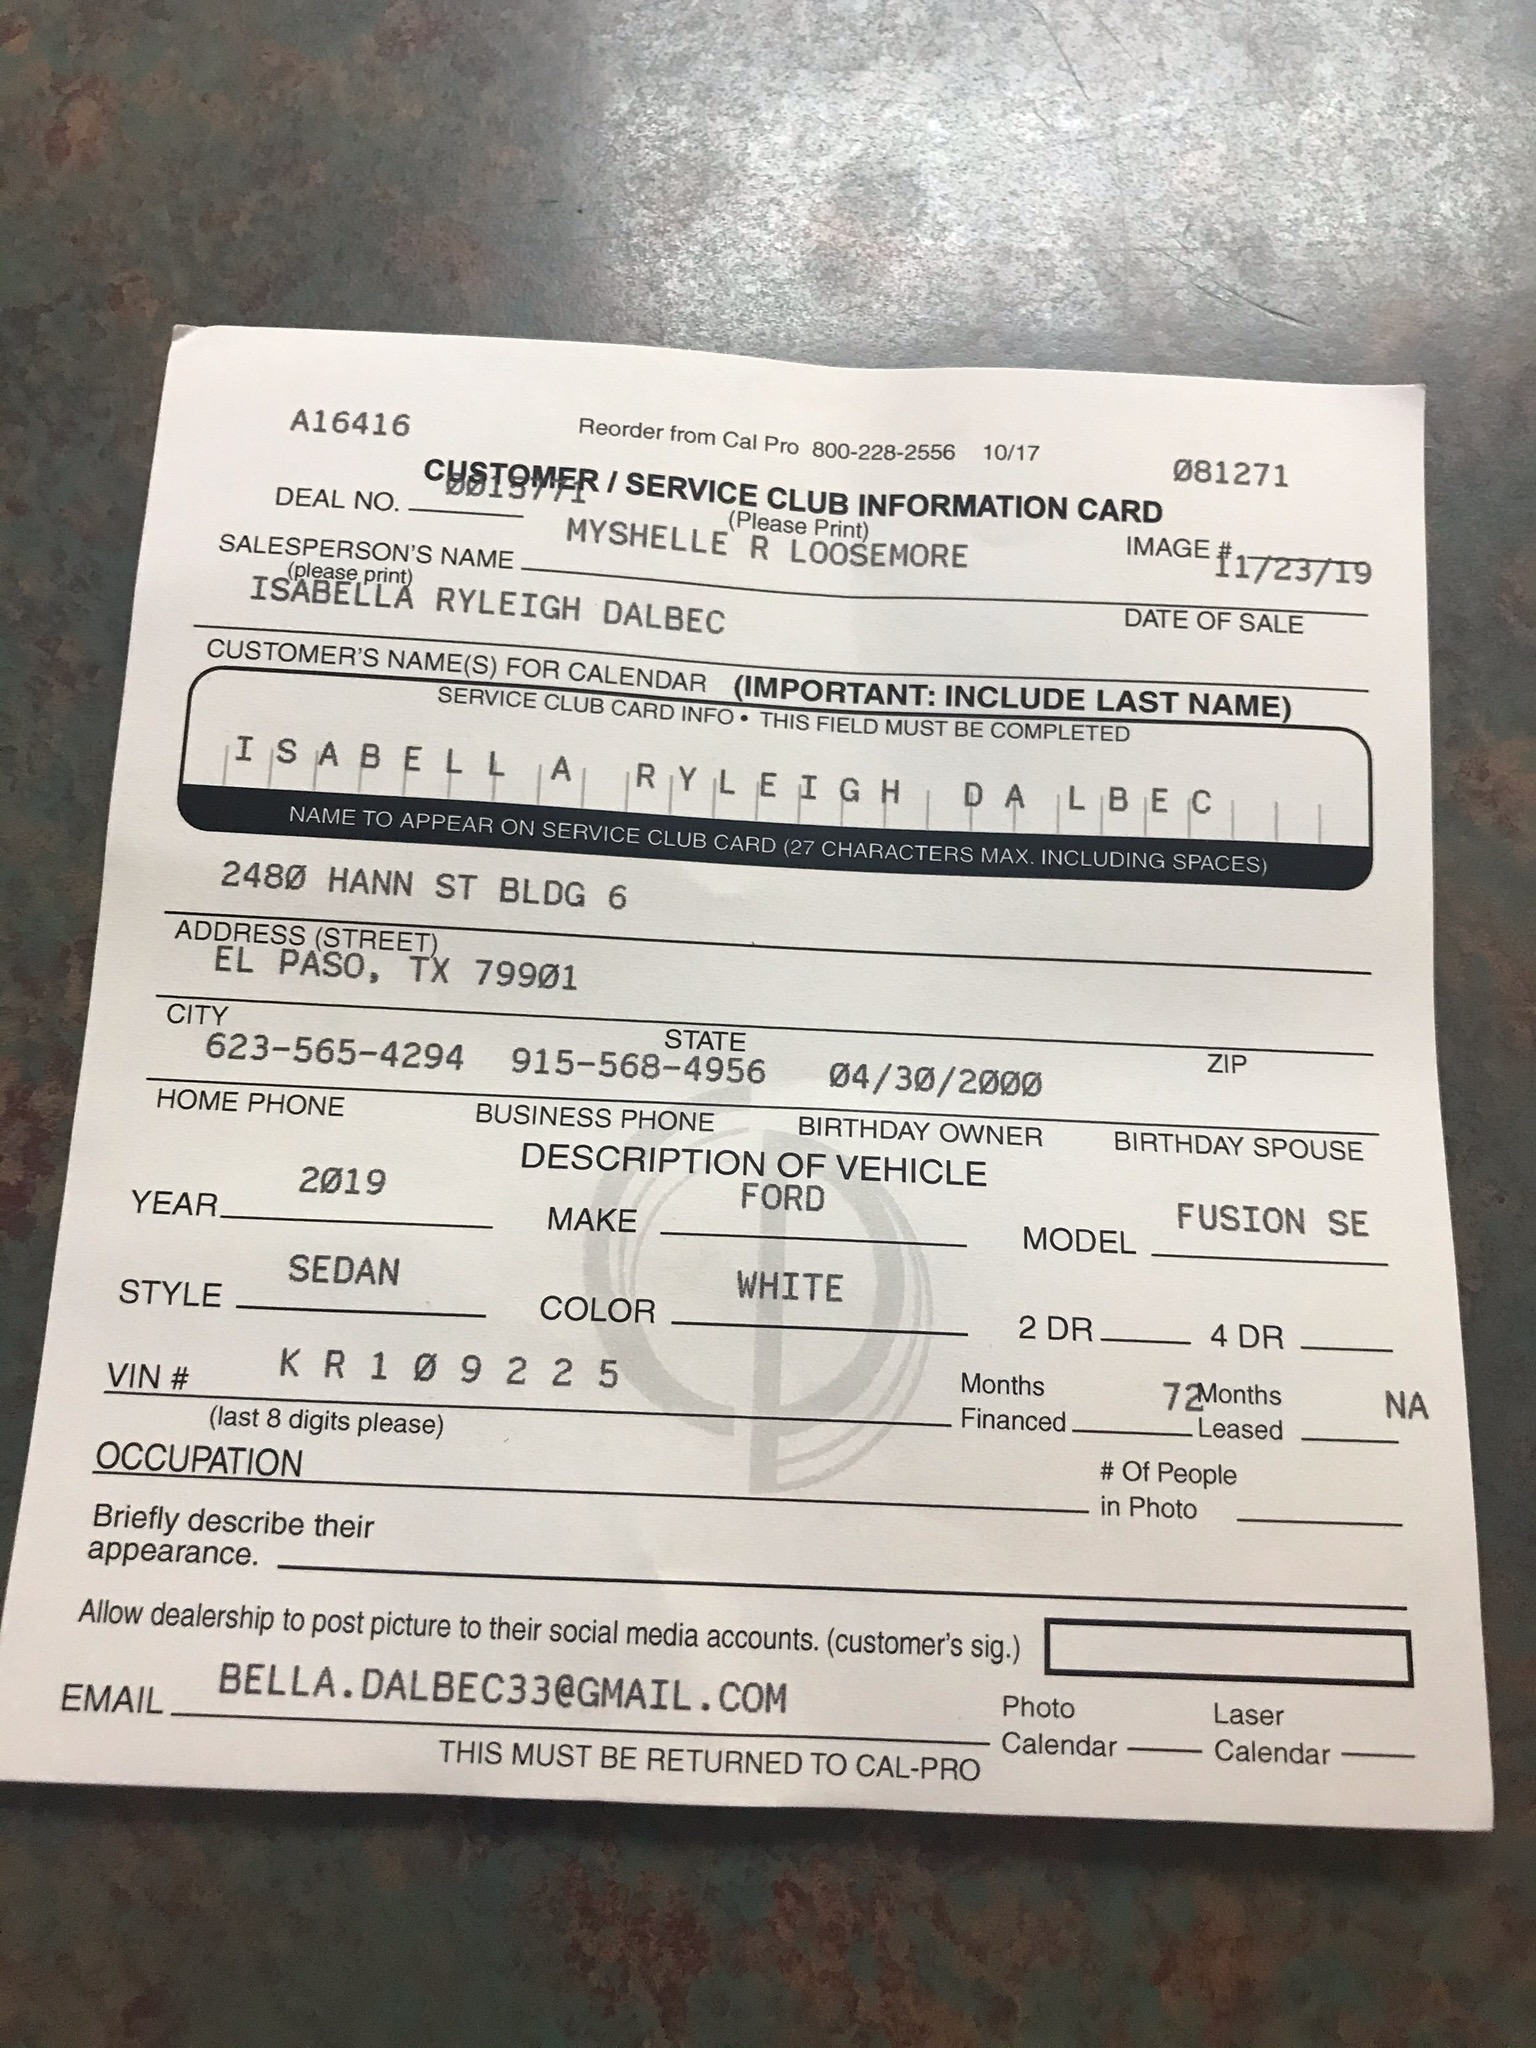 A16416 Reorder from Cal Pro 800-228-2556 10/17 081271
CUSTOMER / SERVICE CLUB INFORMATION CARD
DEAL NO. (Please Print)
SALESPERSON'S NAME MYSHELLE R LOOSEMORE IMAGE #
(please print) 11/23/19
ISABELLA RYLEIGH DALBEC DATE OF SALE
CUSTOMER'S NAME(S) FOR CALENDAR (IMPORTANT: INCLUDE LAST NAME)
SERVICE CLUB CARD INFO • THIS FIELD MUST BE COMPLETED
ISABELLA RYLEIGH DALBEC
NAME TO APPEAR ON SERVICE CLUB CARD (27 CHARACTERS MAX. INCLUDING SPACES)
2480 HANN ST BLDG 6
ADDRESS (STREET)
EL PASO, TX 79901
CITY STATE ZIP
623-565-4294 915-568-4956 04/30/2000
HOME PHONE BUSINESS PHONE BIRTHDAY OWNER BIRTHDAY SPOUSE
DESCRIPTION OF VEHICLE
YEAR 2019 MAKE FORD MODEL FUSION SE
STYLE SEDAN COLOR WHITE 2 DR 4 DR
VIN # KR109225 Months Financed 72 Months Leased NA
(last 8 digits please)
OCCUPATION # Of People in Photo
Briefly describe their
appearance.
Allow dealership to post picture to their social media accounts. (customer's sig.)
EMAIL BELLA.DALBEC33@GMAIL.COM Photo Calendar Laser Calendar
THIS MUST BE RETURNED TO CAL-PRO